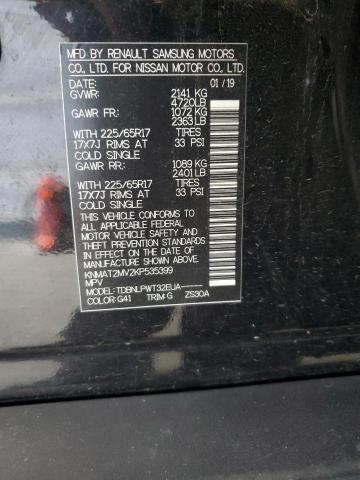 MFD BY RENAULT SAMSUNG MOTORS
CO., LTD. FOR NISSAN MOTOR CO., LTD.
DATE: 01/19
GVWR: 2141 KG
4720LB
GAWR FR: 1072 KG
2363LB
WITH 225/65R17 TIRES
17X7J RIMS AT 33 PSI
COLD SINGLE
GAWR RR: 1089 KG
2401LB
WITH 225/65R17 TIRES
17X7J RIMS AT 33 PSI
COLD SINGLE
THIS VEHICLE CONFORMS TO
ALL APPLICABLE FEDERAL
MOTOR VEHICLE SAFETY AND
THEFT PREVENTION STANDARDS
IN EFFECT ON THE DATE OF
MANUFACTURE SHOWN ABOVE.
KNMAT2MV2KP535399
MPV
MODEL: TDBNLPWT32EUA-----
COLOR: G41 TRIM: G ZS30A